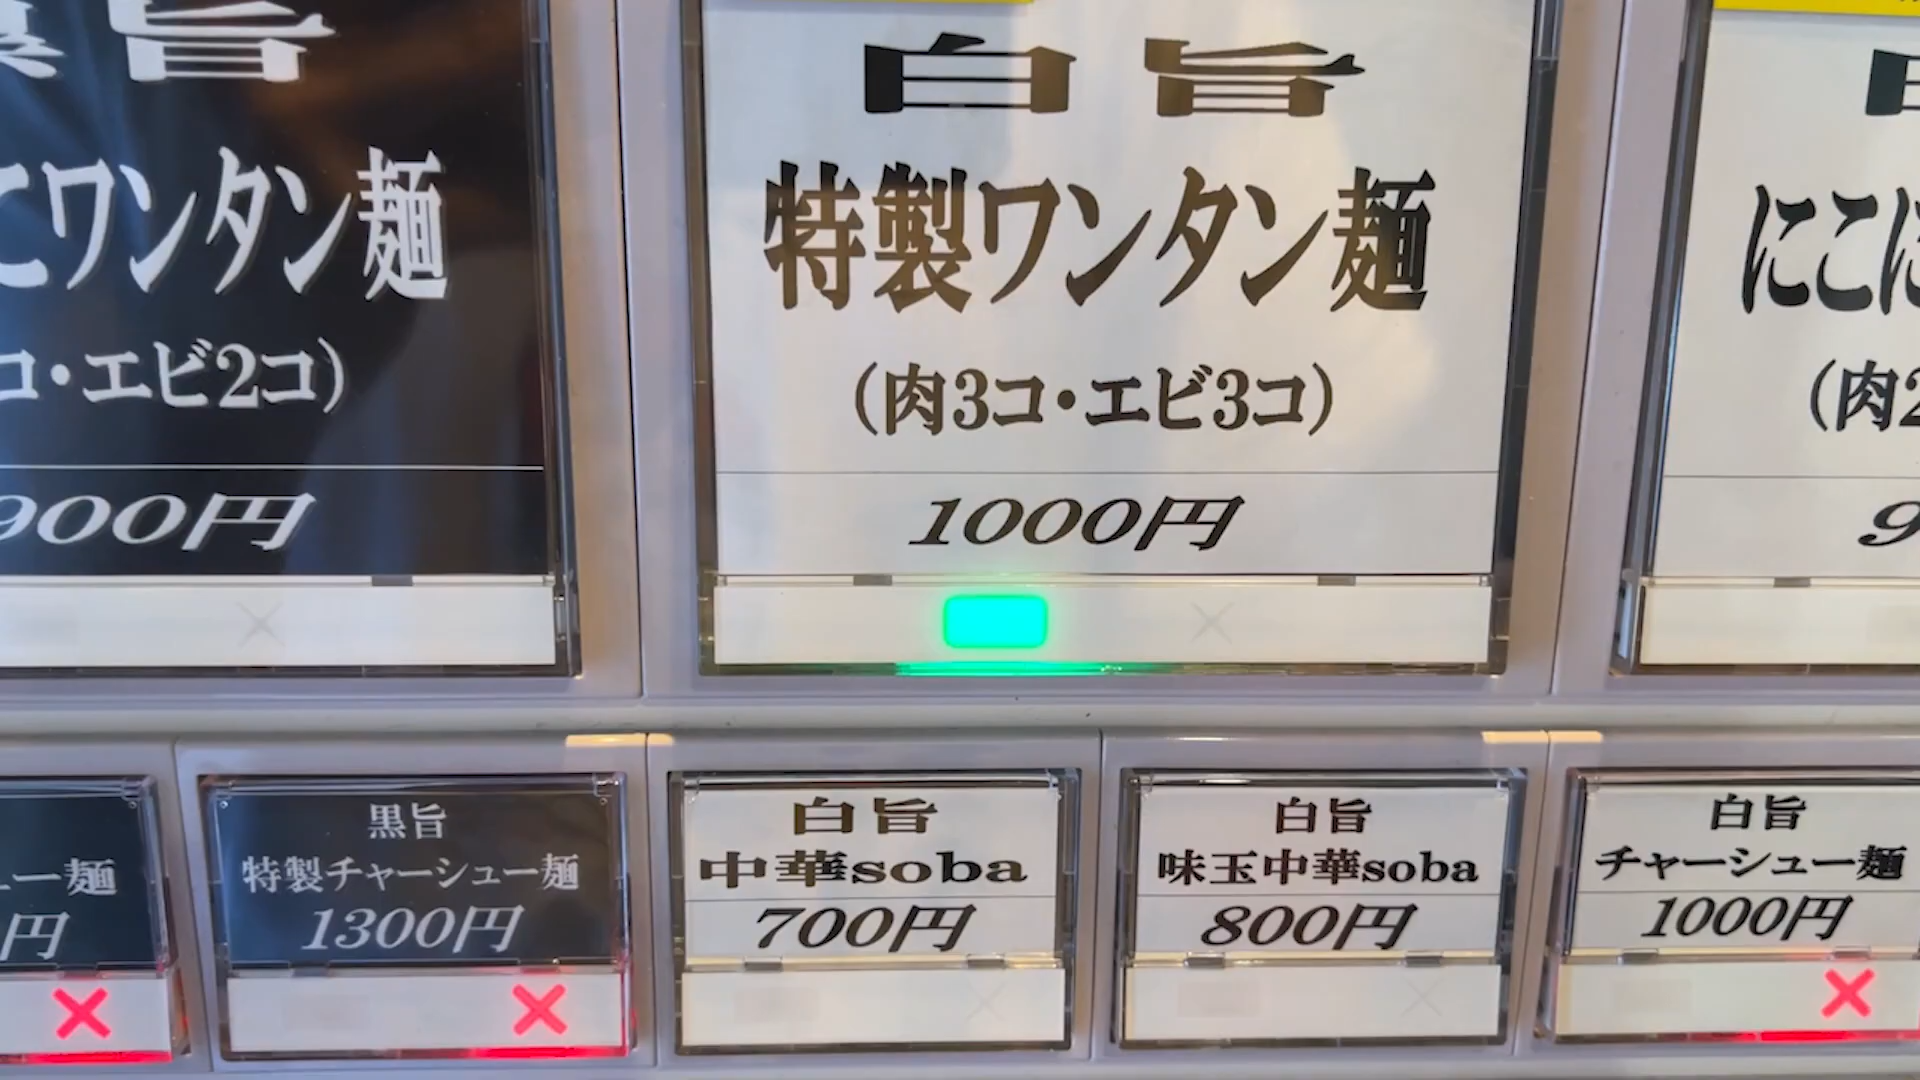 旨
ワンタン麺
コ・エビ2コ)
900円
白旨
特製ワンタン麺
(肉3コ・エビ3コ)
1000円
にこに
(肉2
9
ュー麺
円
黒旨
特製チャーシュー麺
1300円
白旨
中華soba
700円
白旨
味玉中華soba
800円
白旨
チャーシュー麺
1000円